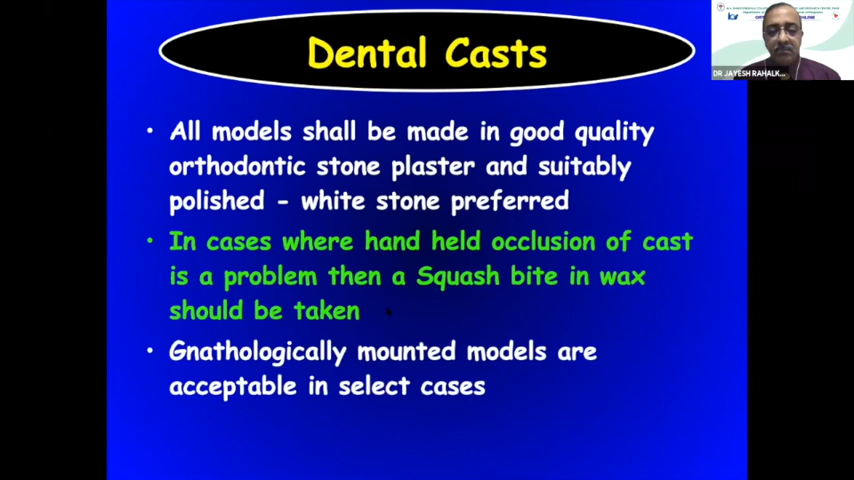 Dental Casts
• All models shall be made in good quality
orthodontic stone plaster and suitably
polished - white stone preferred
• In cases where hand held occlusion of cast
is a problem then a Squash bite in wax
should be taken
• Gnathologically mounted models are
acceptable in select cases
DR JAYESH RAHALK...